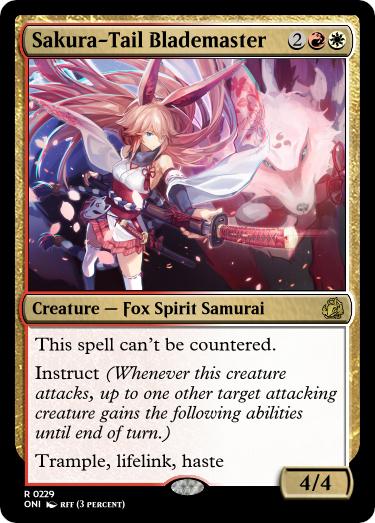 Sakura-Tail Blademaster 2
Creature — Fox Spirit Samurai
This spell can't be countered.
Instruct (Whenever this creature
attacks, up to one other target attacking
creature gains the following abilities
until end of turn.)
Trample, lifelink, haste
4/4
R 0229
ONI RFF (3 PERCENT)